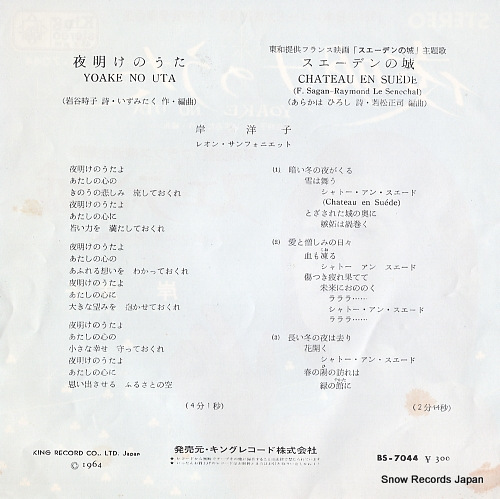 夜明けのうた
YOAKE NO UTA
(岩谷時子 詩・いずみたく 作・編曲)
東和提供フランス映画「スエーデンの城」主題歌
スエーデンの城
CHATEAU EN SUEDE
(F. Sagan-Raymond Le Senechal)
(あらかは ひろし 詩・若松正司 編曲)
岸 洋子
レオン・サンフォニエット
夜明けのうたよ
あたしの心の
きのうの悲しみ 流しておくれ
夜明けのうたよ
あたしの心に
若い力を 満たしておくれ
夜明けのうたよ
あたしの心の
あふれる想いを わかっておくれ
夜明けのうたよ
あたしの心に
大きな望みを 抱かせておくれ
夜明けのうたよ
あたしの心の
小さな幸せ 守っておくれ
夜明けのうたよ
あたしの心に
思い出させる ふるさとの空
(4分1秒)
(1) 暗い冬の夜がくる
雪は舞う
シャトー・アン・スエード
(Chateau en Suéde)
とざされた城の奥に
嫉妬は渦巻く
(2) 愛と憎しみの日々
血も凍る
シャトー アン スエード
傷つき疲れ果てて
未来におののく
ラララ……
シャトー・アン・スエード
ラララ……
(3) 長い冬の夜は去り
花開く
シャトー・アン・スエード
春の陽の訪れは
緑の館に
(2分44秒)
KING RECORD CO., LTD. Japan
© 1964
発売元・キングレコード株式会社
BS-7044 ¥300
Snow Records Japan